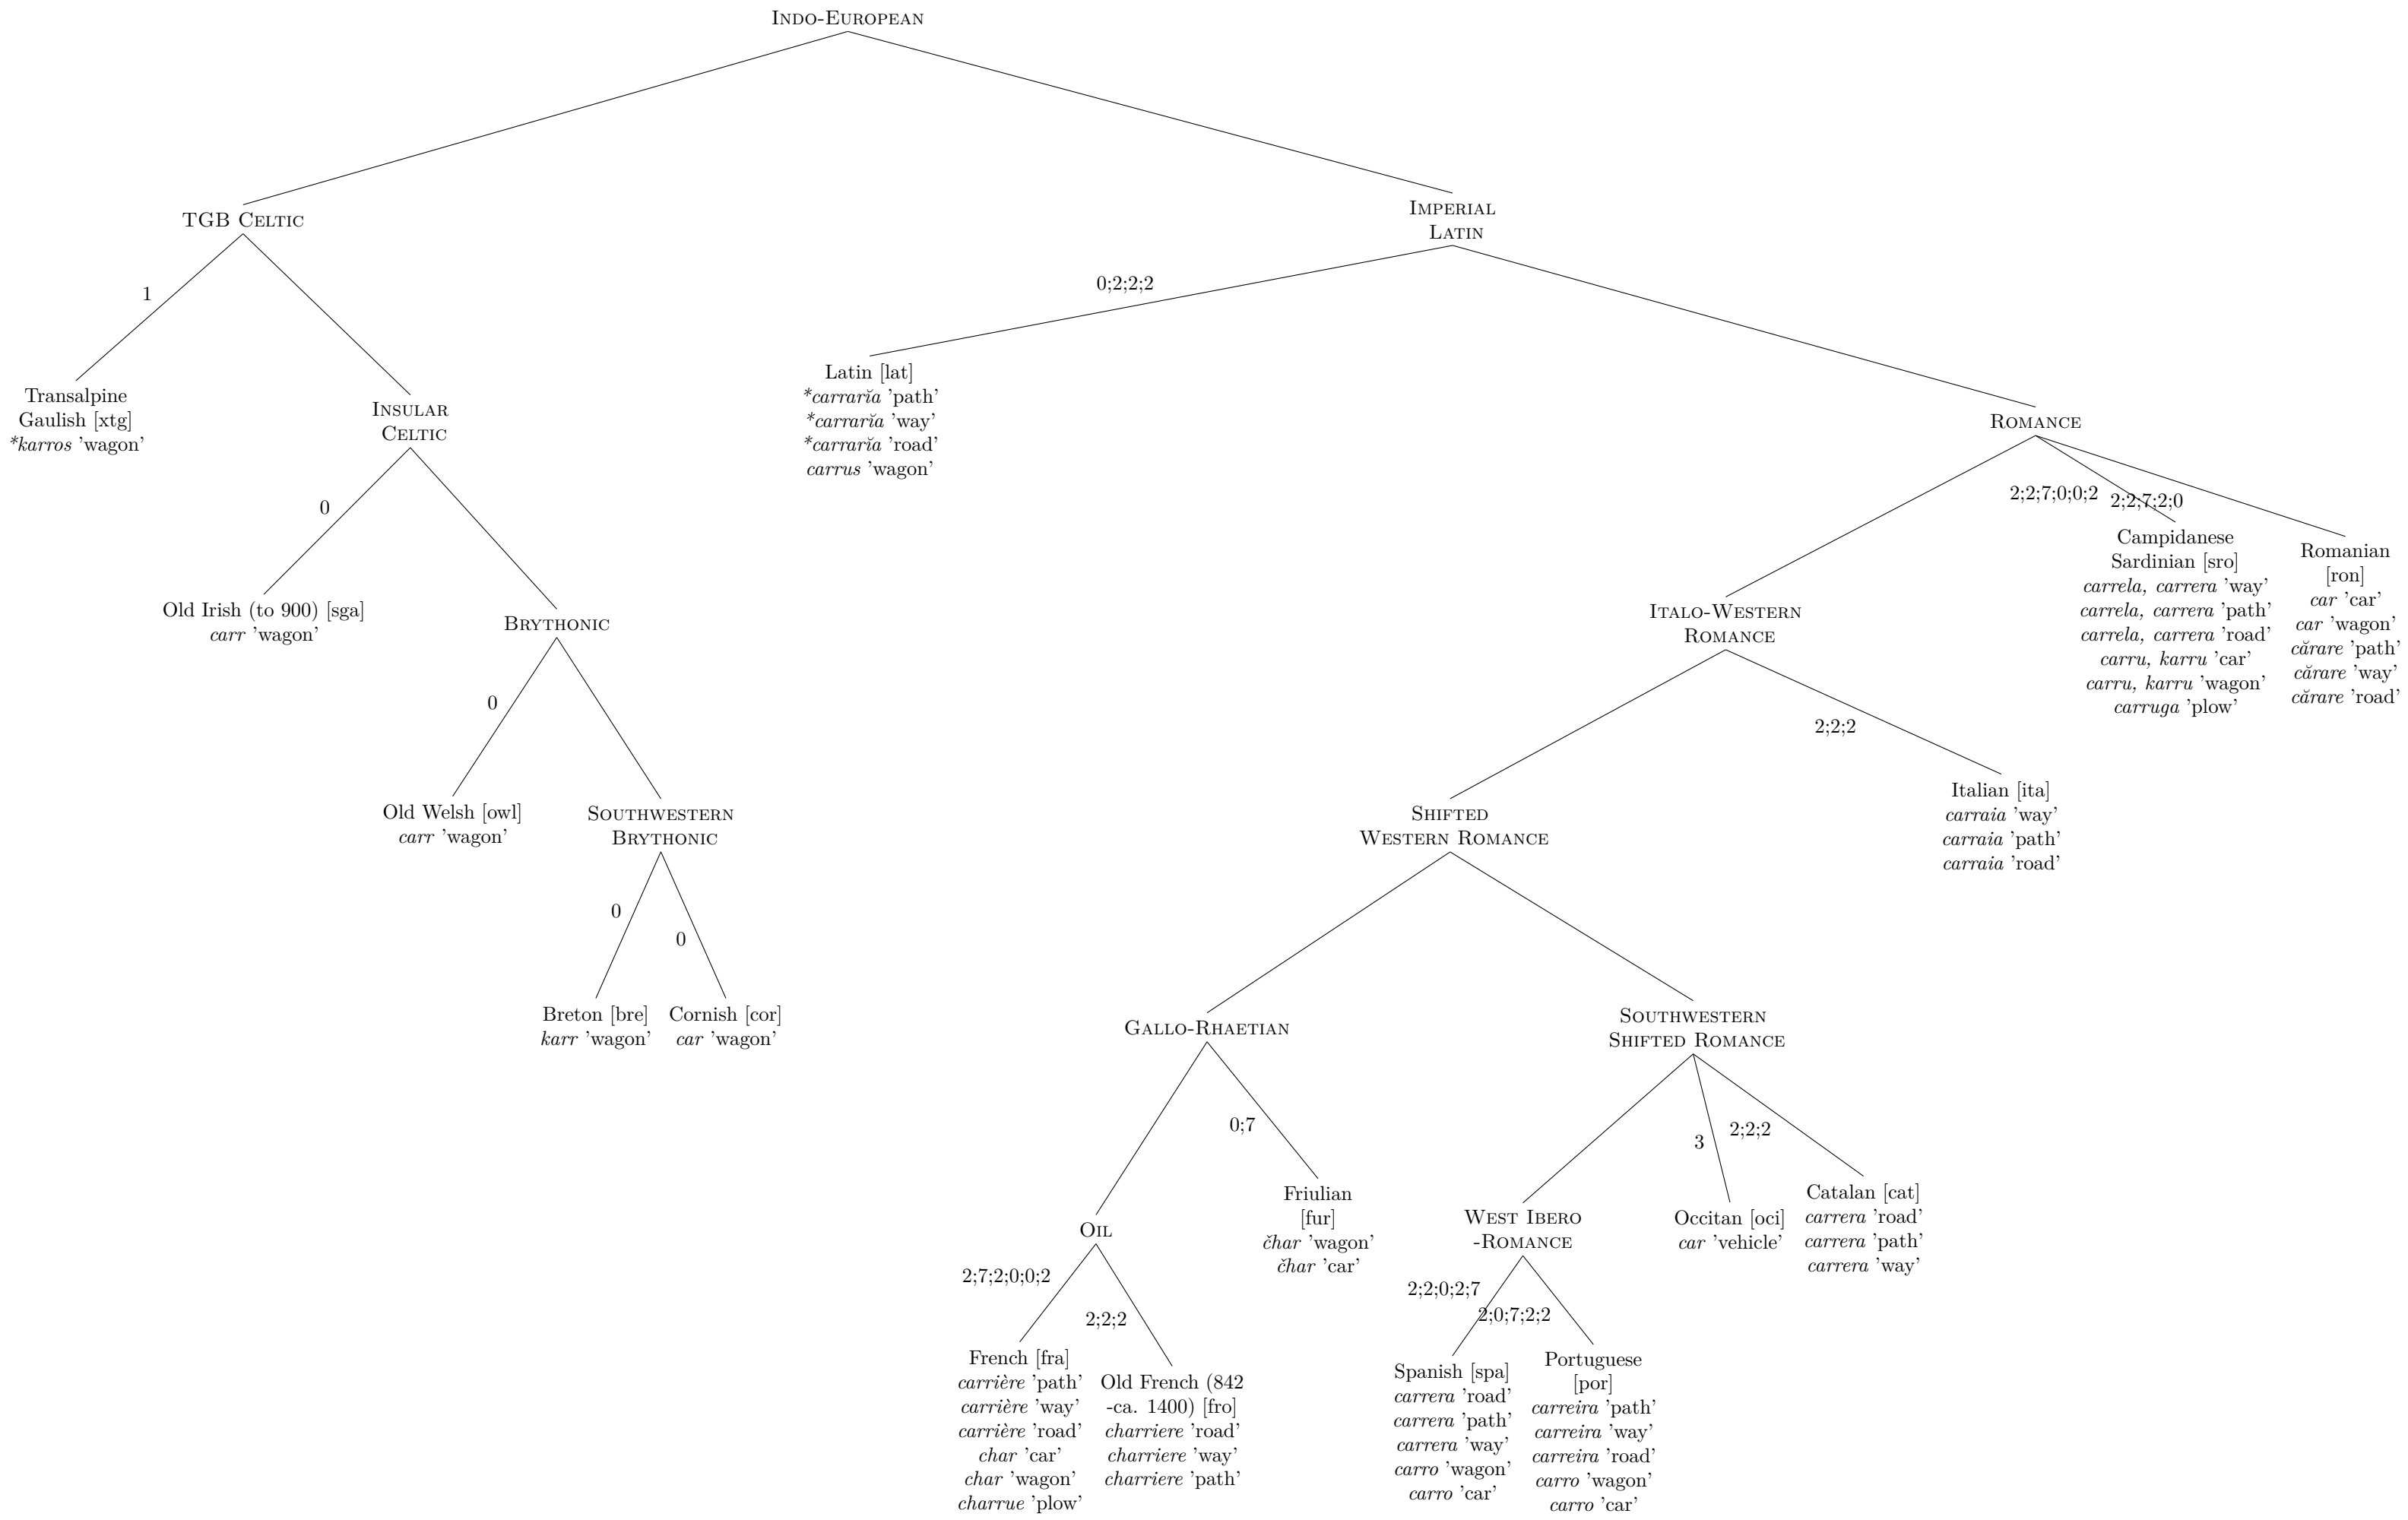 INDO-EUROPEAN
TGB CELTIC
IMPERIAL
LATIN
1
0;2;2;2
Transalpine
Gaulish [xtg]
*karros 'wagon'
INSULAR
CELTIC
Latin [lat]
*carrarĭa 'path'
*carrarĭa 'way'
*carrarĭa 'road'
carrus 'wagon'
ROMANCE
0
2;2;7;0;0;2
2;2;7;2;0
Old Irish (to 900) [sga]
carr 'wagon'
BRYTHONIC
ITALO-WESTERN
ROMANCE
Campidanese
Sardinian [sro]
carrela, carrera 'way'
carrela, carrera 'path'
carrela, carrera 'road'
carru, karru 'car'
carru, karru 'wagon'
carruga 'plow'
Romanian
[ron]
car 'car'
car 'wagon'
cărare 'path'
cărare 'way'
cărare 'road'
0
2;2;2
Old Welsh [owl]
carr 'wagon'
SOUTHWESTERN
BRYTHONIC
SHIFTED
WESTERN ROMANCE
Italian [ita]
carraia 'way'
carraia 'path'
carraia 'road'
0
0
Breton [bre]
karr 'wagon'
Cornish [cor]
car 'wagon'
GALLO-RHAETIAN
SOUTHWESTERN
SHIFTED ROMANCE
0;7
3
2;2;2
OIL
Friulian
[fur]
čhar 'wagon'
čhar 'car'
WEST IBERO
-ROMANCE
Occitan [oci]
car 'vehicle'
Catalan [cat]
carrera 'road'
carrera 'path'
carrera 'way'
2;7;2;0;0;2
2;2;2
2;2;0;2;7
2;0;7;2;2
French [fra]
carrière 'path'
carrière 'way'
carrière 'road'
char 'car'
char 'wagon'
charrue 'plow'
Old French (842
-ca. 1400) [fro]
charriere 'road'
charriere 'way'
charriere 'path'
Spanish [spa]
carrera 'road'
carrera 'path'
carrera 'way'
carro 'wagon'
carro 'car'
Portuguese
[por]
carreira 'path'
carreira 'way'
carreira 'road'
carro 'wagon'
carro 'car'